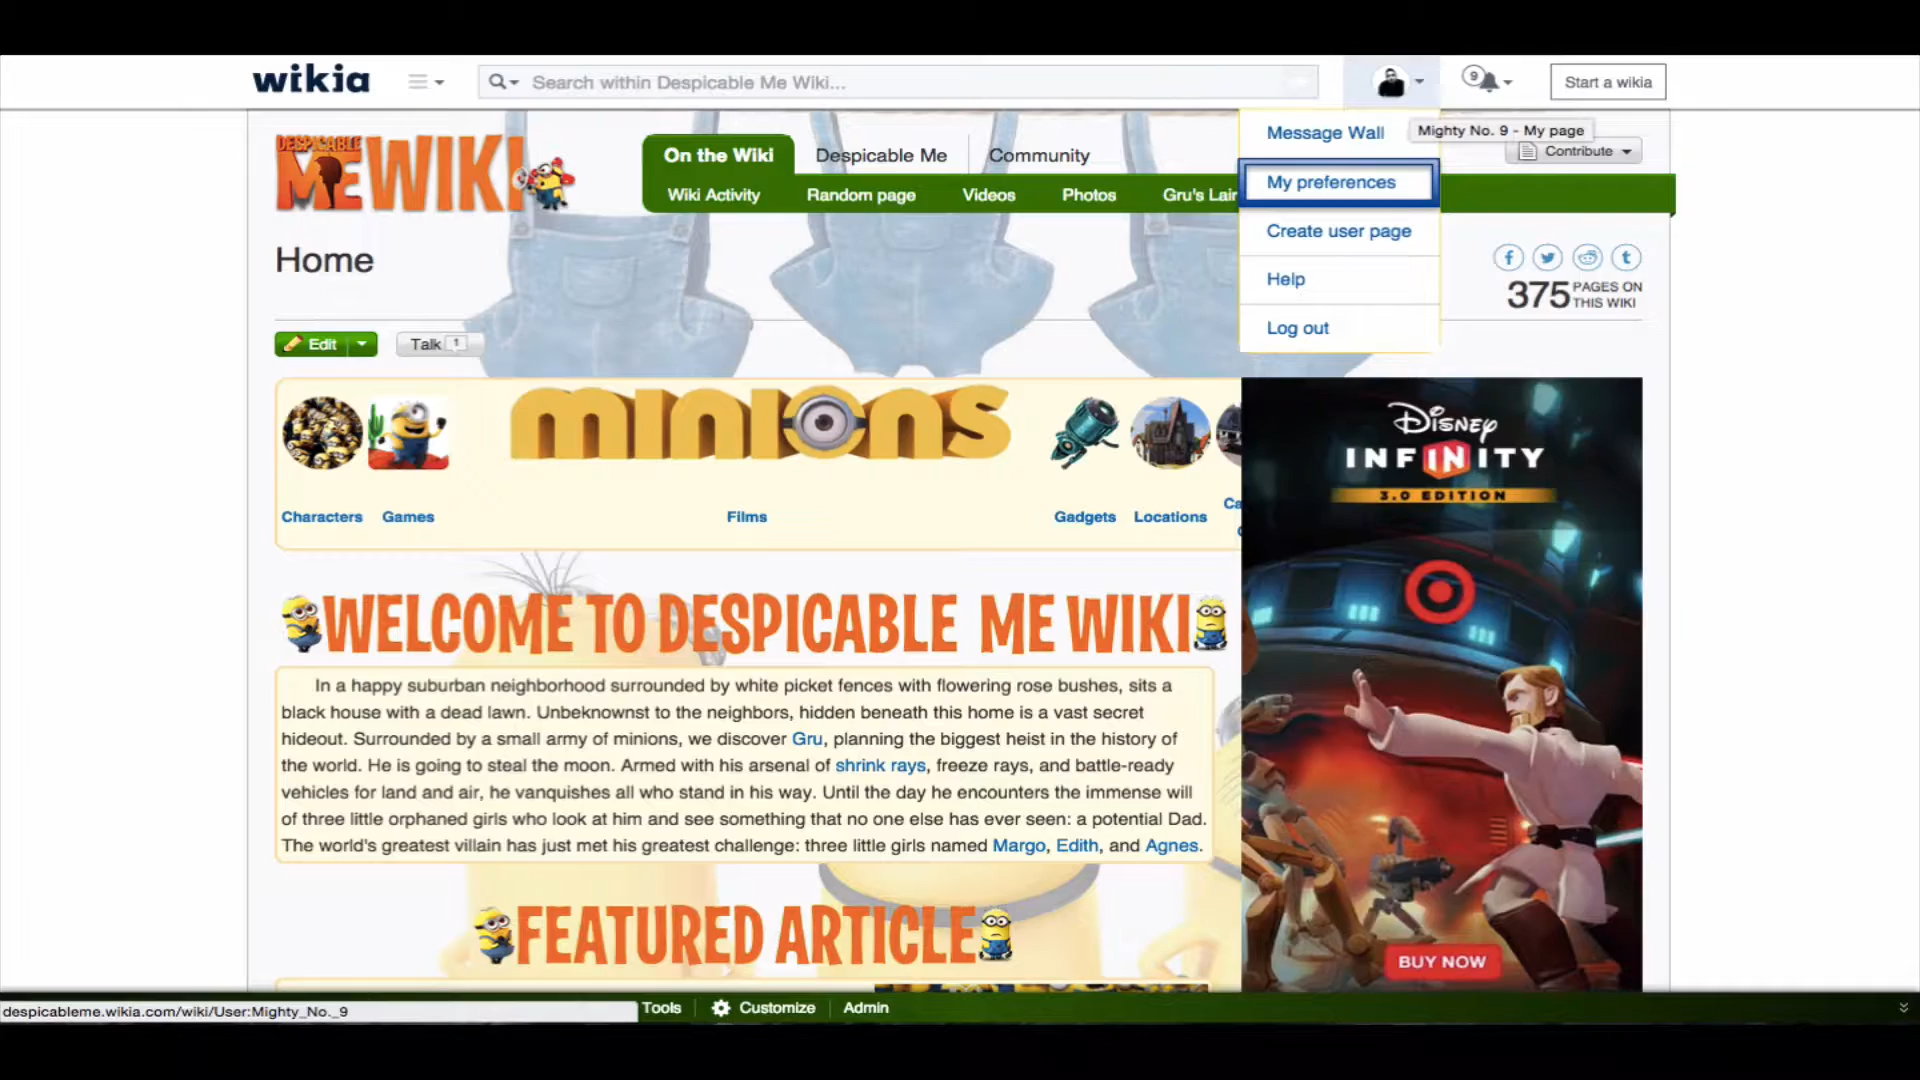 wikia
Search within Despicable Me Wiki...
9
Start a wikia
Message Wall
Mighty No. 9 - My page
Contribute
DESPICABLE
ME WIKI
On the Wiki
Despicable Me
Community
My preferences
Wiki Activity
Random page
Videos
Photos
Gru's Lair
Create user page
Home
Help
375 PAGES ON
THIS WIKI
Log out
Edit
Talk 1
MINIONS
DISNEY
INFINITY
3.0 EDITION
Characters
Games
Films
Gadgets
Locations
Ca
WELCOME TO DESPICABLE ME WIKI
In a happy suburban neighborhood surrounded by white picket fences with flowering rose bushes, sits a
black house with a dead lawn. Unbeknownst to the neighbors, hidden beneath this home is a vast secret
hideout. Surrounded by a small army of minions, we discover Gru, planning the biggest heist in the history of
the world. He is going to steal the moon. Armed with his arsenal of shrink rays, freeze rays, and battle-ready
vehicles for land and air, he vanquishes all who stand in his way. Until the day he encounters the immense will
of three little orphaned girls who look at him and see something that no one else has ever seen: a potential Dad.
The world's greatest villain has just met his greatest challenge: three little girls named Margo, Edith, and Agnes.
FEATURED ARTICLE
BUY NOW
despicableme.wikia.com/wiki/User:Mighty_No._9
Tools
Customize
Admin